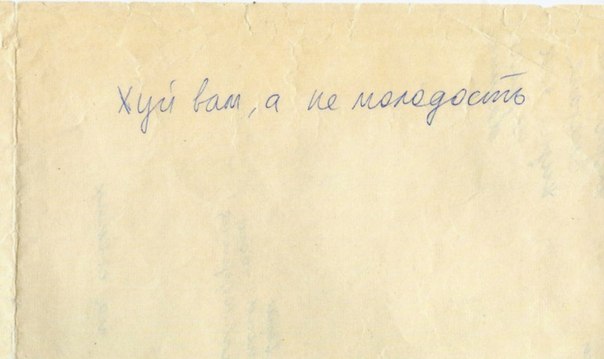 Хуй вам, а не молодость